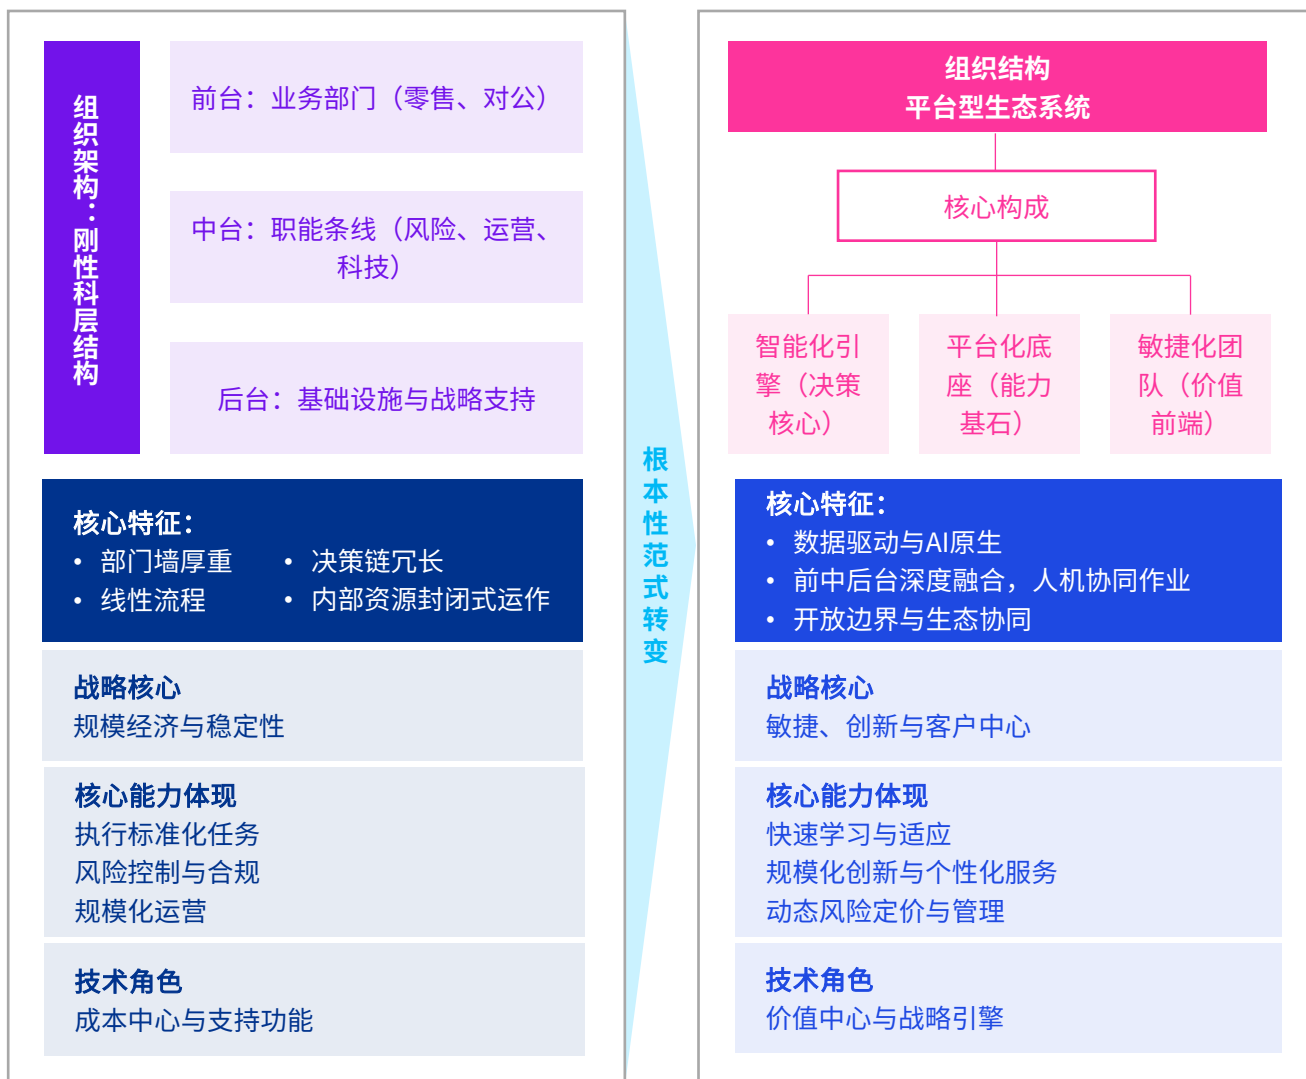 组织架构：刚性科层结构
前台：业务部门（零售、对公）
中台：职能条线（风险、运营、
科技）
后台：基础设施与战略支持
核心特征：
• 部门墙厚重
• 决策链冗长
• 线性流程
• 内部资源封闭式运作
战略核心
规模经济与稳定性
核心能力体现
执行标准化任务
风险控制与合规
规模化运营
技术角色
成本中心与支持功能
根本性范式转变
组织结构
平台型生态系统
核心构成
智能化引
擎（决策
核心）
平台化底
座（能力
基石）
敏捷化团
队（价值
前端）
核心特征：
• 数据驱动与AI原生
• 前中后台深度融合，人机协同作业
• 开放边界与生态协同
战略核心
敏捷、创新与客户中心
核心能力体现
快速学习与适应
规模化创新与个性化服务
动态风险定价与管理
技术角色
价值中心与战略引擎